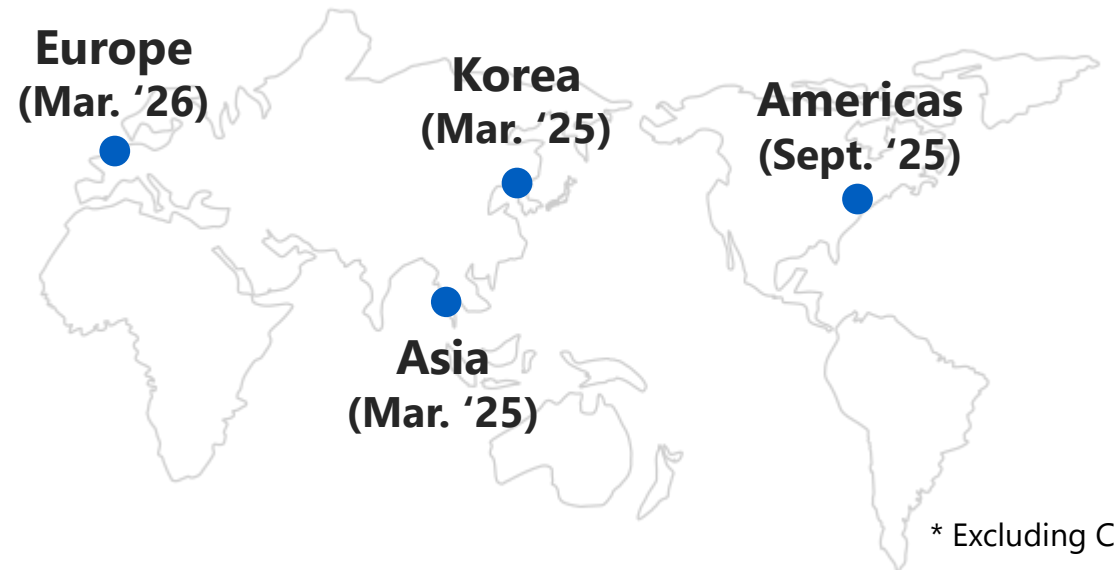 Europe
(Mar. ‘26)
Korea
(Mar. ‘25)
Americas
(Sept. ‘25)
Asia
(Mar. ‘25)
* Excluding C